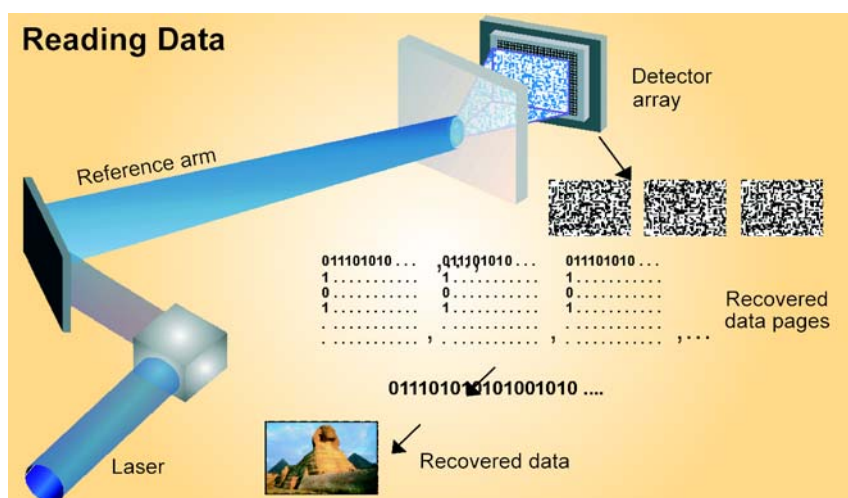 Reading Data
Detector
array
Reference arm
011101010 . . . , . . , 011101010 . . . 011101010 . . .
1 . . . . . . . . . . . 1 . . . . . . . . . . . 1 . . . . . . . . . . .
0 . . . . . . . . . . . 0 . . . . . . . . . . . 0 . . . . . . . . . . .
1 . . . . . . . . . . . 1 . . . . . . . . . . . 1 . . . . . . . . . . .
. . . . . . . . . . . . . . . . . . . . . . . . . . . . . . . . . . . .
. . . . . . . . . . . . , . . . . . . . . . . . . , . . . . . . . . . . . . , . . .
Recovered
data pages
011101010101001010 ....
Laser
Recovered data